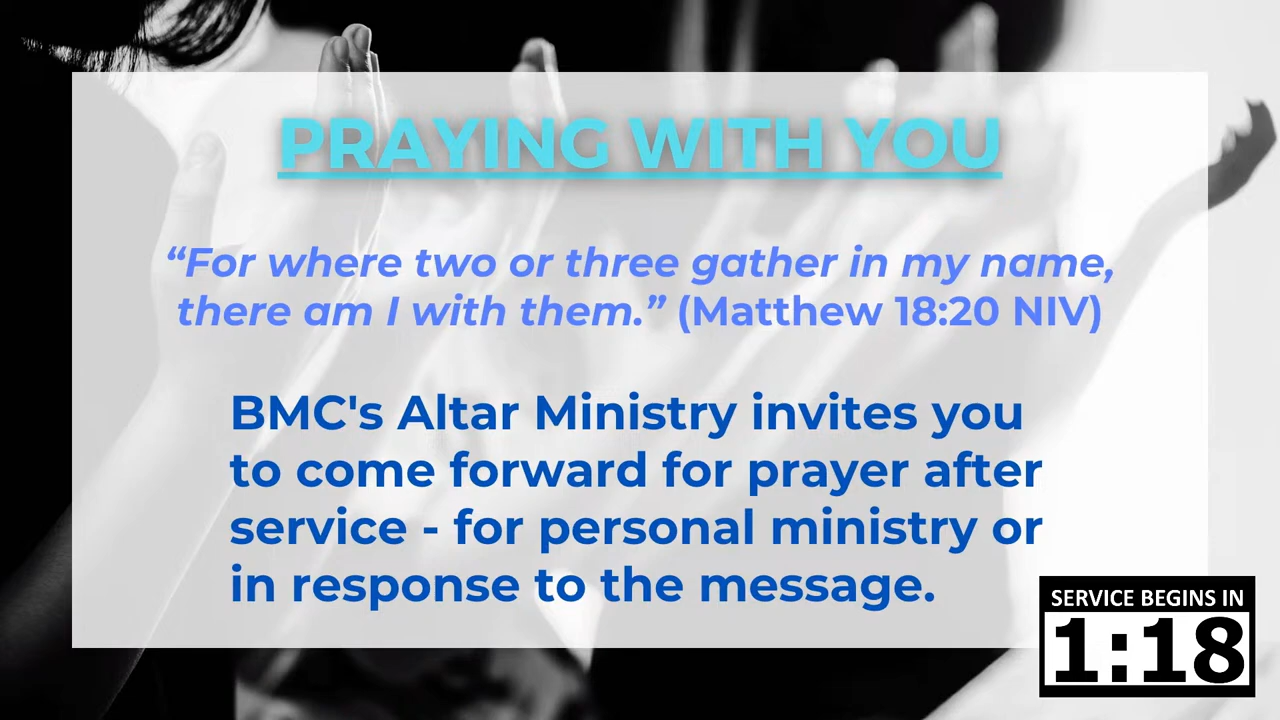 PRAYING WITH YOU
“For where two or three gather in my name,
there am I with them.” (Matthew 18:20 NIV)
BMC's Altar Ministry invites you
to come forward for prayer after
service - for personal ministry or
in response to the message.
SERVICE BEGINS IN
1:18